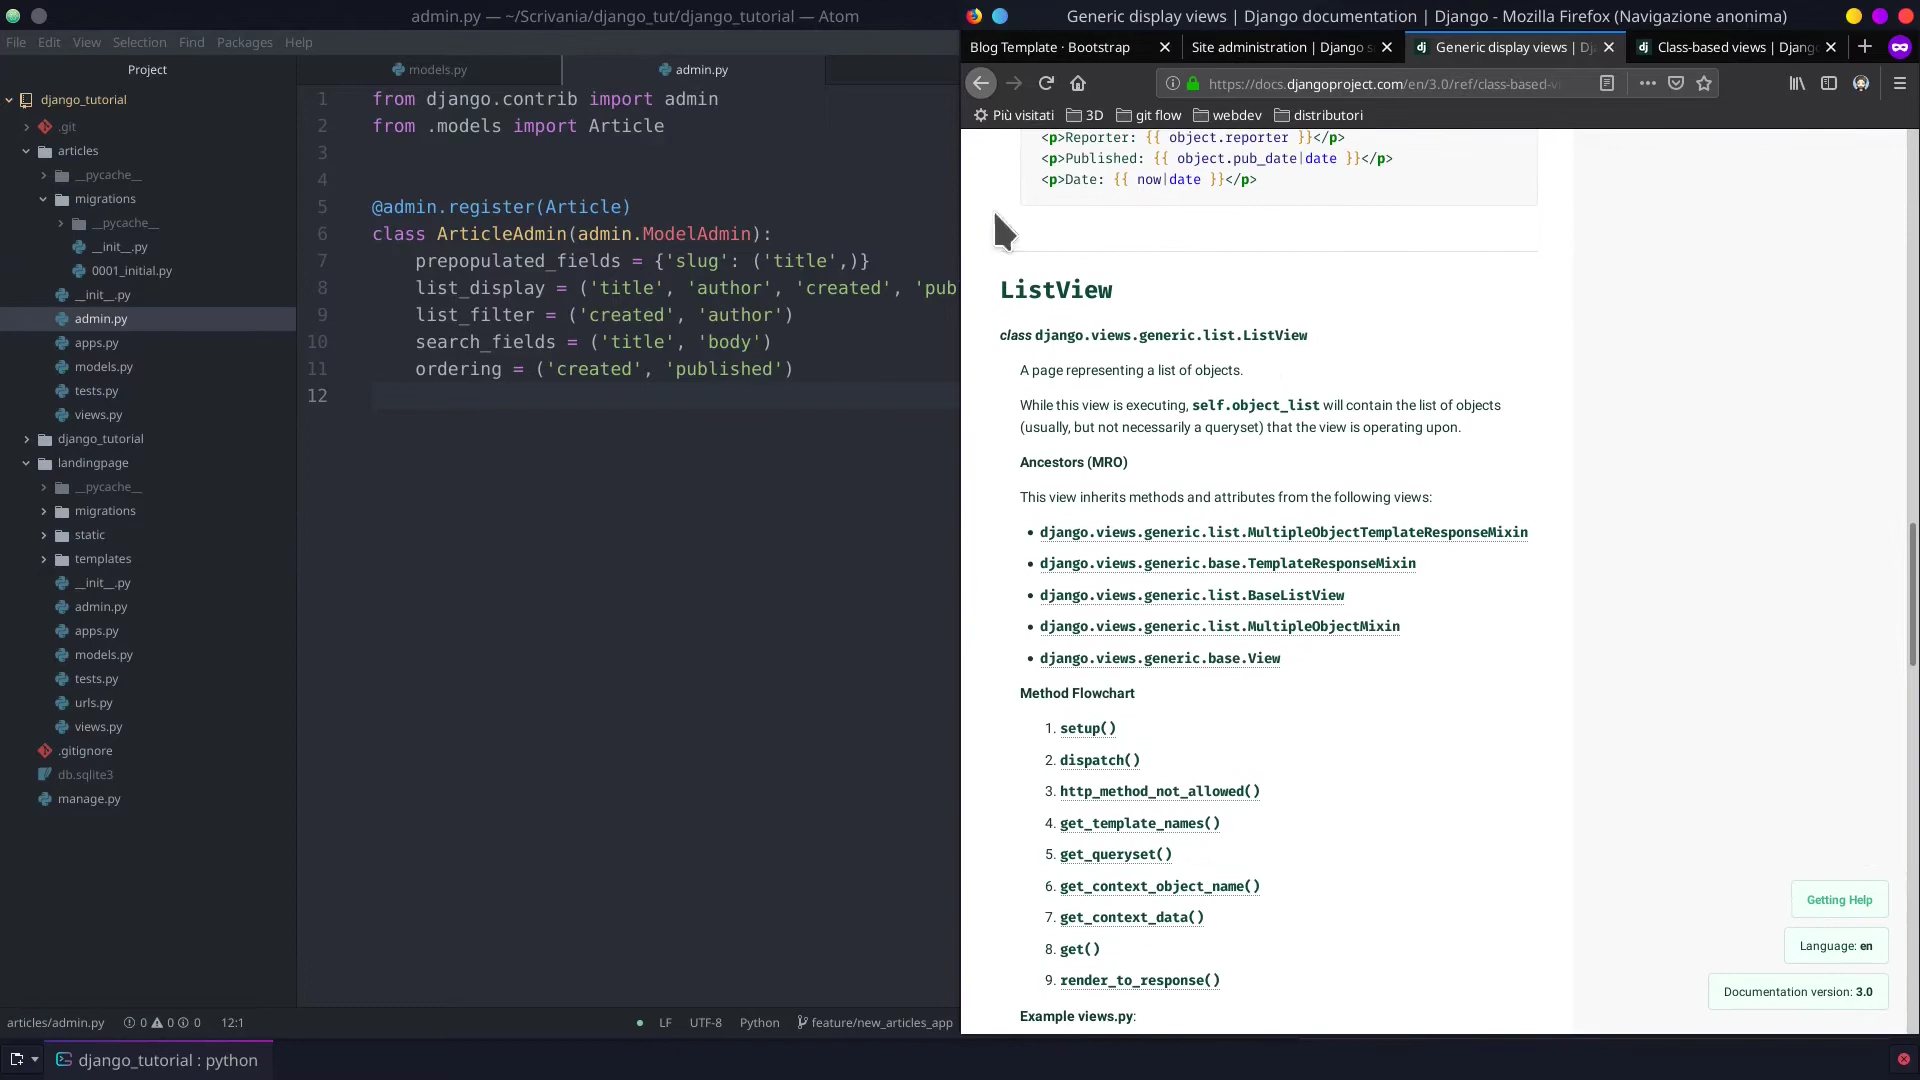 admin.py — ~/Scrivania/django_tut/django_tutorial — Atom
File Edit View Selection Find Packages Help
Project
django_tutorial
.git
articles
__pycache__
migrations
__pycache__
__init__.py
0001_initial.py
__init__.py
admin.py
apps.py
models.py
tests.py
views.py
django_tutorial
landingpage
__pycache__
migrations
static
templates
__init__.py
admin.py
apps.py
models.py
tests.py
urls.py
views.py
.gitignore
db.sqlite3
manage.py
models.py
admin.py
1 from django.contrib import admin
2 from .models import Article
3
4
5 @admin.register(Article)
6 class ArticleAdmin(admin.ModelAdmin):
7 prepopulated_fields = {'slug': ('title',)}
8 list_display = ('title', 'author', 'created', 'pub
9 list_filter = ('created', 'author')
10 search_fields = ('title', 'body')
11 ordering = ('created', 'published')
12
articles/admin.py 0 0 0 12:1 LF UTF-8 Python feature/new_articles_app
django_tutorial : python
Generic display views | Django documentation | Django - Mozilla Firefox (Navigazione anonima)
Blog Template · Bootstrap
Site administration | Django s
dj Generic display views | Dj
dj Class-based views | Django
https://docs.djangoproject.com/en/3.0/ref/class-based-vi
Più visitati 3D git flow webdev distributori
<p>Reporter: {{ object.reporter }}</p>
<p>Published: {{ object.pub_date|date }}</p>
<p>Date: {{ now|date }}</p>
ListView
class django.views.generic.list.ListView
A page representing a list of objects.
While this view is executing, self.object_list will contain the list of objects
(usually, but not necessarily a queryset) that the view is operating upon.
Ancestors (MRO)
This view inherits methods and attributes from the following views:
• django.views.generic.list.MultipleObjectTemplateResponseMixin
• django.views.generic.base.TemplateResponseMixin
• django.views.generic.list.BaseListView
• django.views.generic.list.MultipleObjectMixin
• django.views.generic.base.View
Method Flowchart
1. setup()
2. dispatch()
3. http_method_not_allowed()
4. get_template_names()
5. get_queryset()
6. get_context_object_name()
7. get_context_data()
8. get()
9. render_to_response()
Example views.py:
Getting Help
Language: en
Documentation version: 3.0